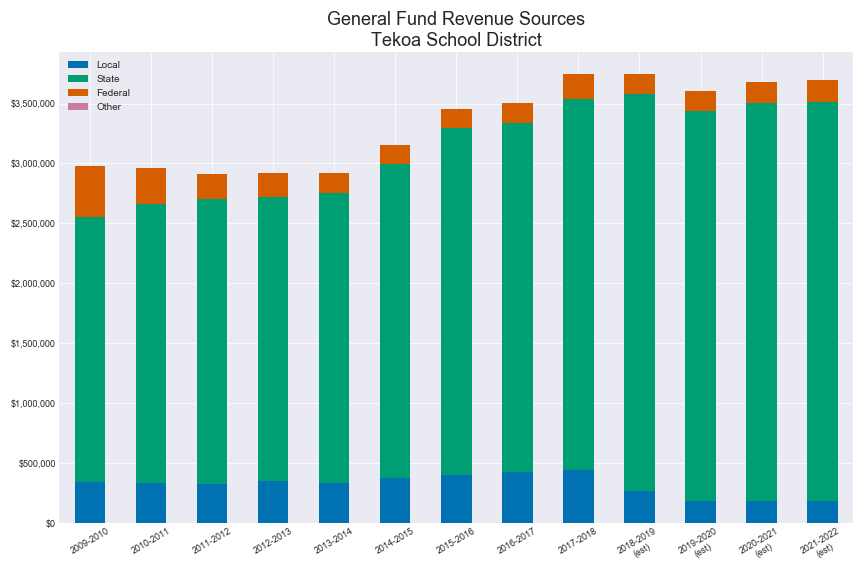 General Fund Revenue Sources
Tekoa School District
Local
State
Federal
Other
$3,500,000
$3,000,000
$2,500,000
$2,000,000
$1,500,000
$1,000,000
$500,000
$0
2009-2010
2010-2011
2011-2012
2012-2013
2013-2014
2014-2015
2015-2016
2016-2017
2017-2018
2018-2019
(est)
2019-2020
(est)
2020-2021
(est)
2021-2022
(est)